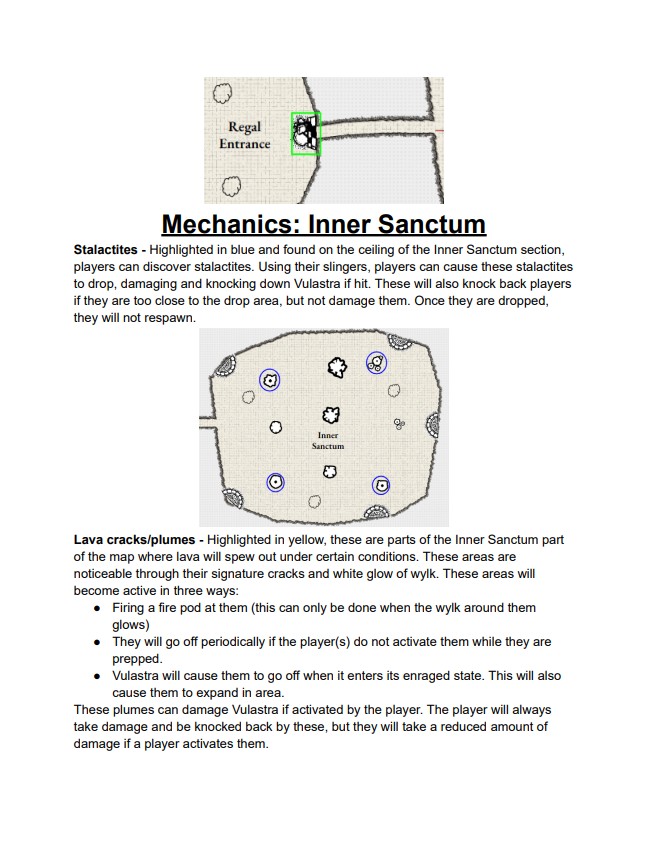 Regal
Entrance
Mechanics: Inner Sanctum
Stalactites - Highlighted in blue and found on the ceiling of the Inner Sanctum section,
players can discover stalactites. Using their slingers, players can cause these stalactites
to drop, damaging and knocking down Vulastra if hit. These will also knock back players
if they are too close to the drop area, but not damage them. Once they are dropped,
they will not respawn.
Inner
Sanctum
Lava cracks/plumes - Highlighted in yellow, these are parts of the Inner Sanctum part
of the map where lava will spew out under certain conditions. These areas are
noticeable through their signature cracks and white glow of wylk. These areas will
become active in three ways:
● Firing a fire pod at them (this can only be done when the wylk around them
glows)
● They will go off periodically if the player(s) do not activate them while they are
prepped.
● Vulastra will cause them to go off when it enters its enraged state. This will also
cause them to expand in area.
These plumes can damage Vulastra if activated by the player. The player will always
take damage and be knocked back by these, but they will take a reduced amount of
damage if a player activates them.